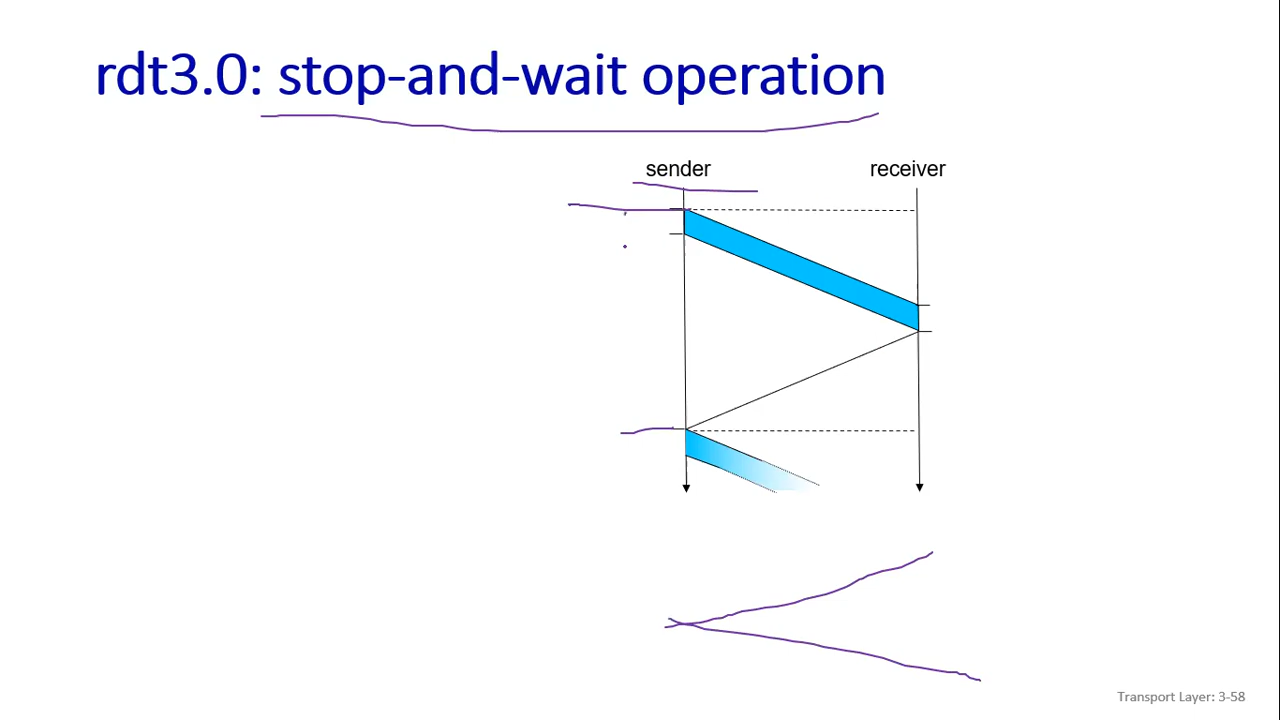 rdt3.0: stop-and-wait operation
sender
receiver
Transport Layer: 3-58